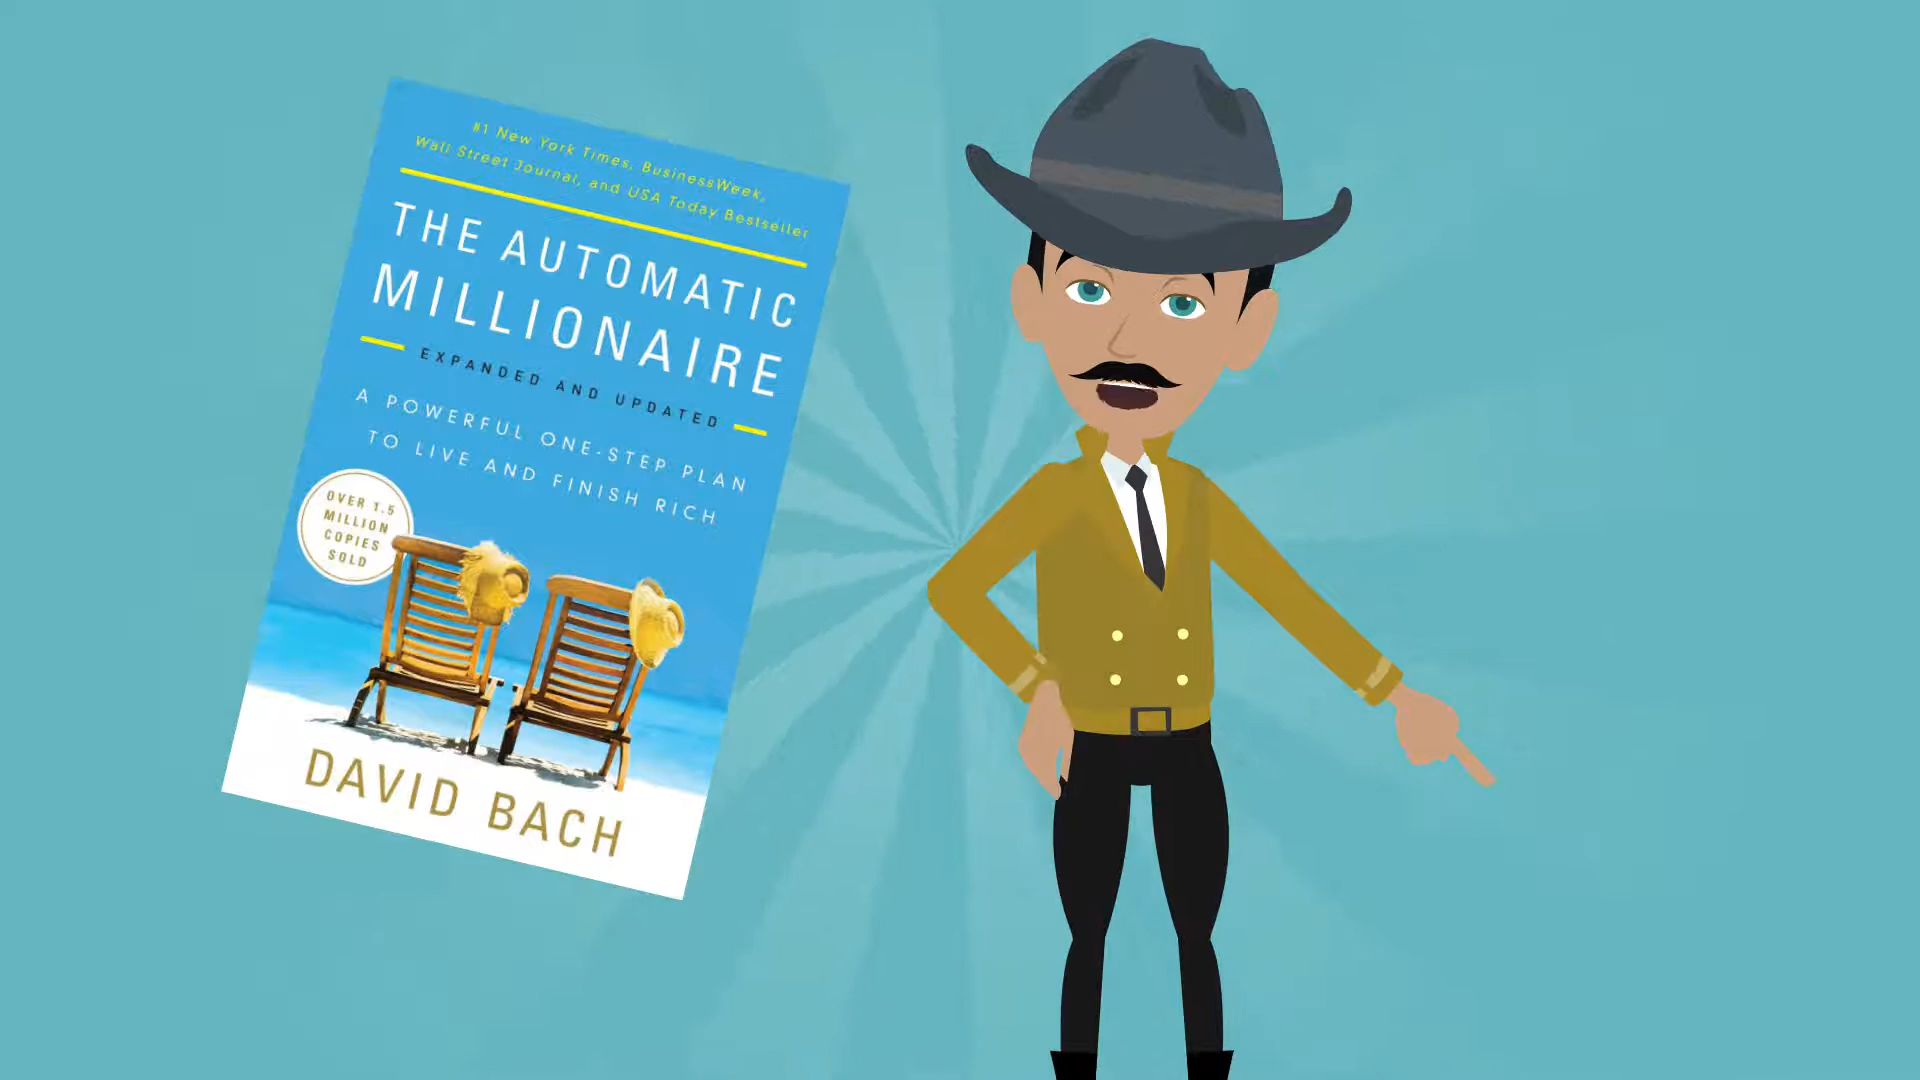 #1 New York Times, BusinessWeek,
Wall Street Journal, and USA Today Bestseller
THE AUTOMATIC
MILLIONAIRE
EXPANDED AND UPDATED
A POWERFUL ONE-STEP PLAN
TO LIVE AND FINISH RICH
OVER 1.5
MILLION
COPIES
SOLD
DAVID BACH